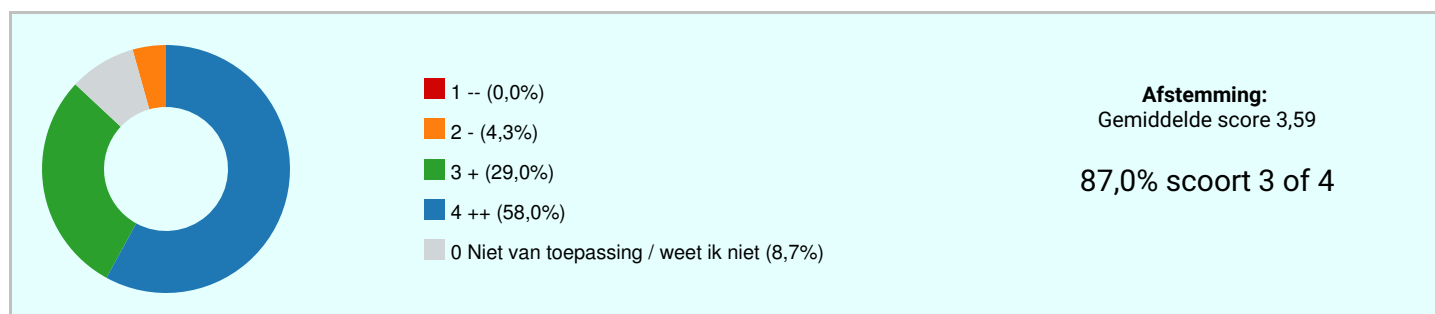 1 -- (0,0%)
2 - (4,3%)
3 + (29,0%)
4 ++ (58,0%)
0 Niet van toepassing / weet ik niet (8,7%)
Afstemming:
Gemiddelde score 3,59
87,0% scoort 3 of 4